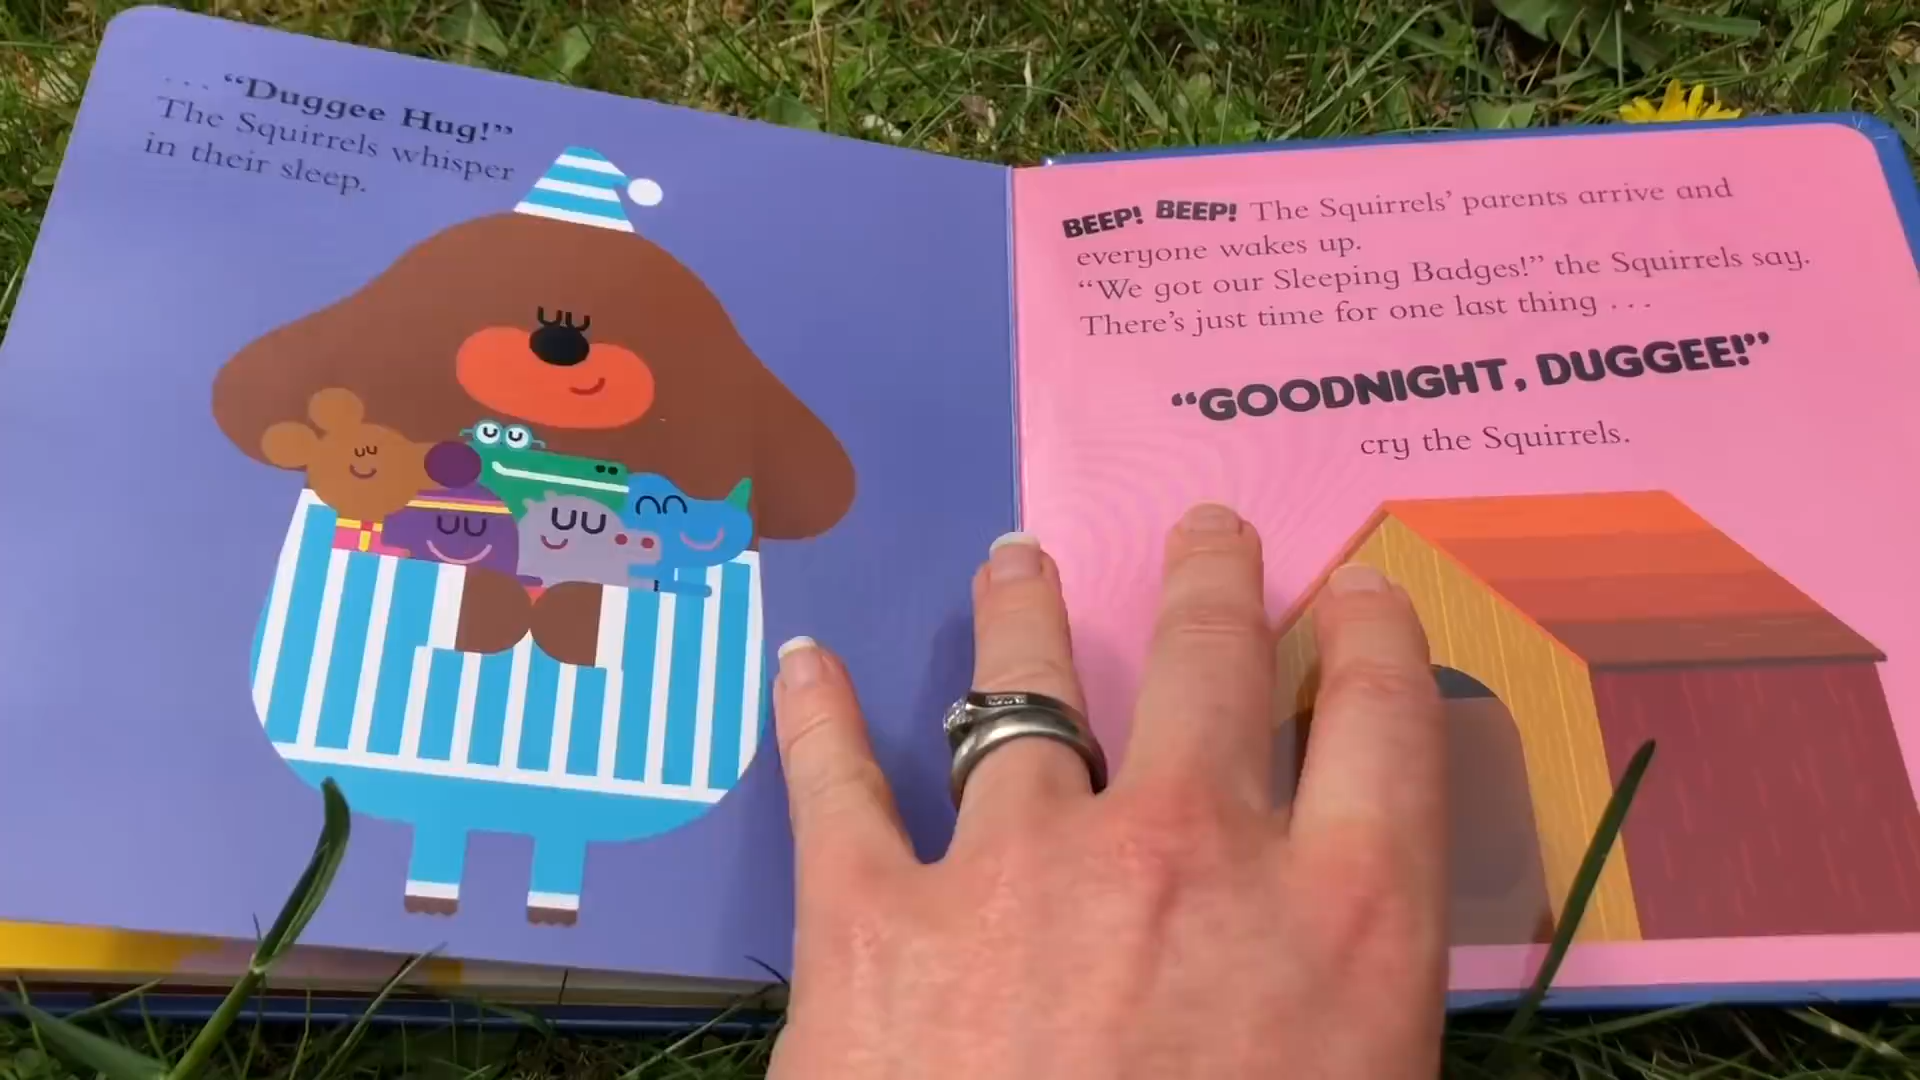 ... “Duggee Hug!”
The Squirrels whisper
in their sleep.
BEEP! BEEP! The Squirrels’ parents arrive and
everyone wakes up.
“We got our Sleeping Badges!” the Squirrels say.
There’s just time for one last thing ...
“GOODNIGHT, DUGGEE!”
cry the Squirrels.